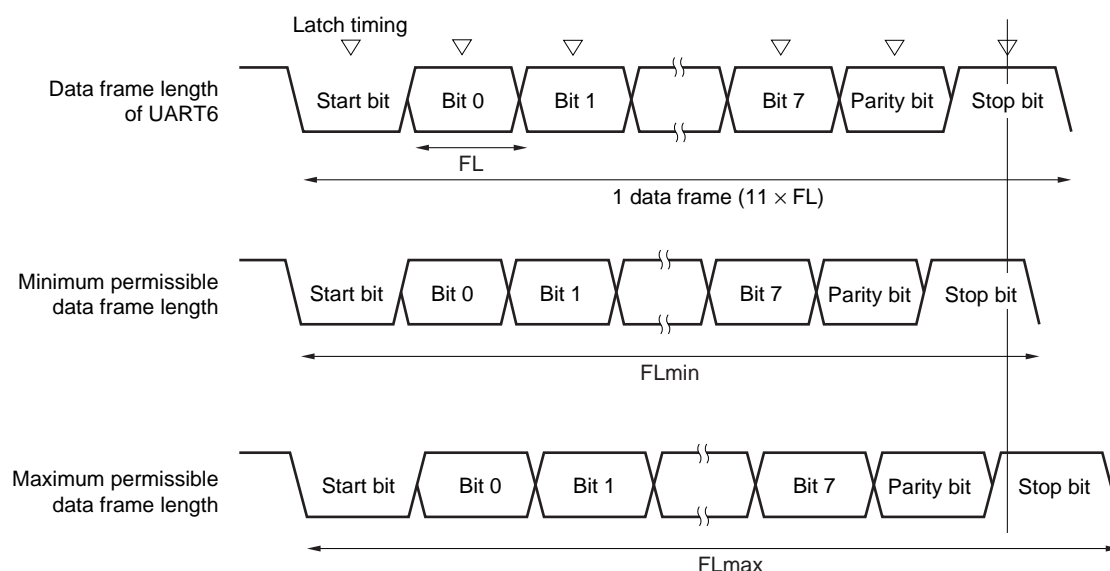 Latch timing
Data frame length
of UART6
Start bit
Bit 0
Bit 1
Bit 7
Parity bit
Stop bit
FL
1 data frame (11 × FL)
Minimum permissible
data frame length
Start bit
Bit 0
Bit 1
Bit 7
Parity bit
Stop bit
FLmin
Maximum permissible
data frame length
Start bit
Bit 0
Bit 1
Bit 7
Parity bit
Stop bit
FLmax